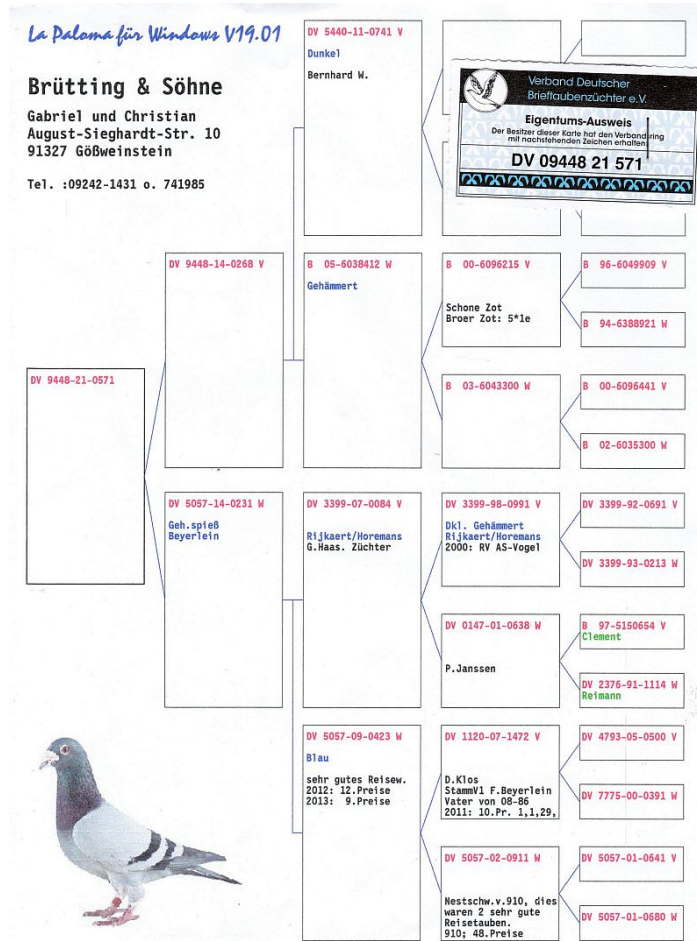 La Paloma für Windows V19.01
Brütting & Söhne
Gabriel und Christian
August-Sieghardt-Str. 10
91327 Gößweinstein
Tel. :09242-1431 o. 741985
Verband Deutscher
Brieftaubenzüchter e.V.
Eigentums-Ausweis
Der Besitzer dieser Karte hat den Verbandsring
mit nachstehenden Zeichen erhalten:
DV 09448 21 571
DV 9448-21-0571
DV 9448-14-0268 V
DV 5057-14-0231 W
Geh.spieß
Beyerlein
DV 5440-11-0741 V
Dunkel
Bernhard W.
B 05-6038412 W
Gehämmert
DV 3399-07-0084 V
Rijkaert/Horemans
G.Haas. Züchter
DV 5057-09-0423 W
Blau
sehr gutes Reisew.
2012: 12.Preise
2013: 9.Preise
B 00-6096215 V
Schone Zot
Broer Zot: 5*1e
B 03-6043300 W
DV 3399-98-0991 V
Dkl. Gehämmert
Rijkaert/Horemans
2000: RV AS-Vogel
DV 0147-01-0638 W
P.Janssen
DV 1120-07-1472 V
D.Klos
StammV1 F.Beyerlein
Vater von 08-86
2011: 10.Pr. 1,1,29,
DV 5057-02-0911 W
Nestschw.v.910, dies
waren 2 sehr gute
Reisetauben.
910; 48.Preise
B 96-6049909 V
B 94-6388921 W
B 00-6096441 V
B 02-6035300 W
DV 3399-92-0691 V
DV 3399-93-0213 W
B 97-5150654 V
Clement
DV 2376-91-1114 W
Reimann
DV 4793-05-0500 V
DV 7775-00-0391 W
DV 5057-01-0641 V
DV 5057-01-0680 W